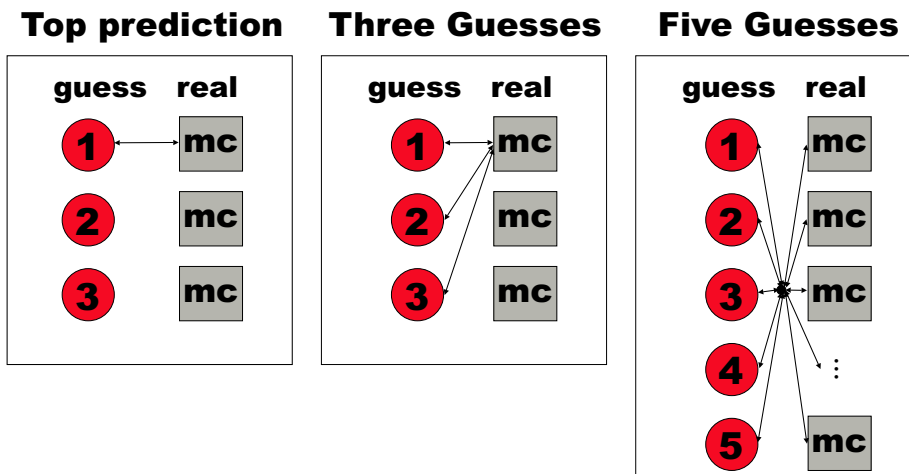 Top prediction
guess real
1 mc
2 mc
3 mc
Three Guesses
guess real
1 mc
2 mc
3 mc
Five Guesses
guess real
1 mc
2 mc
3 mc
4 ...
5 mc